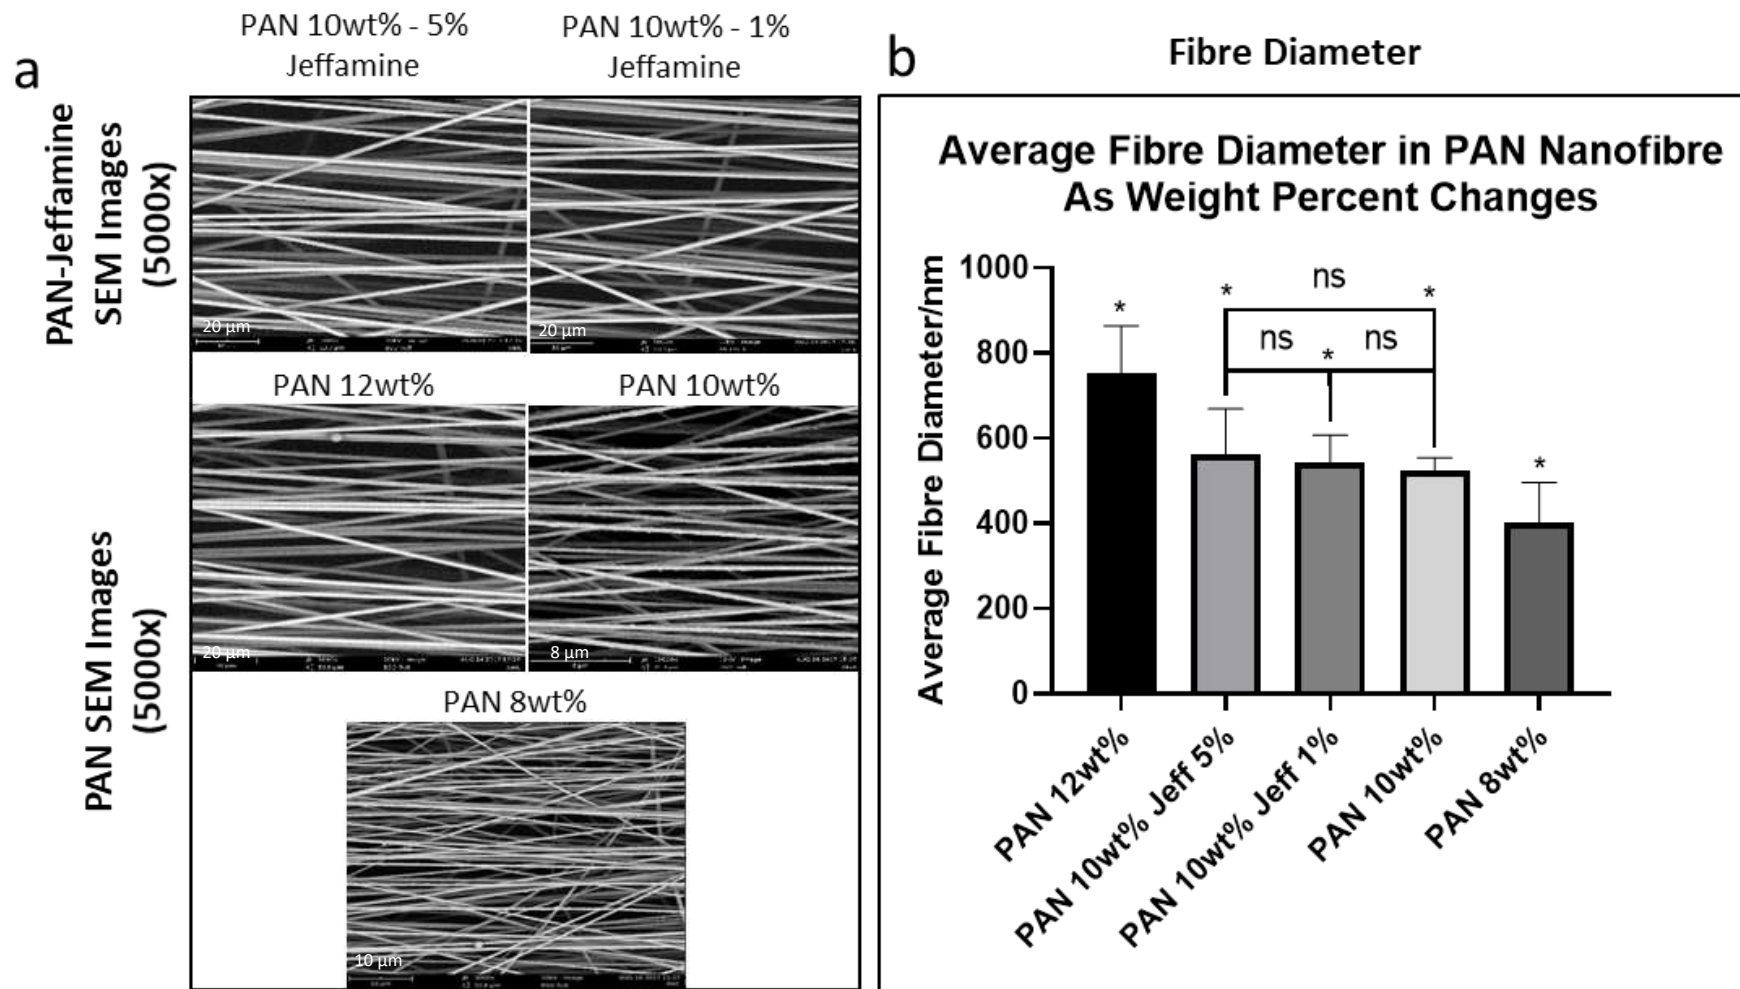 a
PAN 10wt% - 5%
Jeffamine
PAN 10wt% - 1%
Jeffamine
PAN-Jeffamine
SEM Images
(5000x)
20 µm
20 µm
PAN 12wt%
PAN 10wt%
PAN SEM Images
(5000x)
20 µm
8 µm
PAN 8wt%
10 µm
b
Fibre Diameter
Average Fibre Diameter in PAN Nanofibre
As Weight Percent Changes
Average Fibre Diameter/nm
1000
800
600
400
200
0
*
*
ns
*
ns
*
ns
*
PAN 12wt%
PAN 10wt% Jeff 5%
PAN 10wt% Jeff 1%
PAN 10wt%
PAN 8wt%